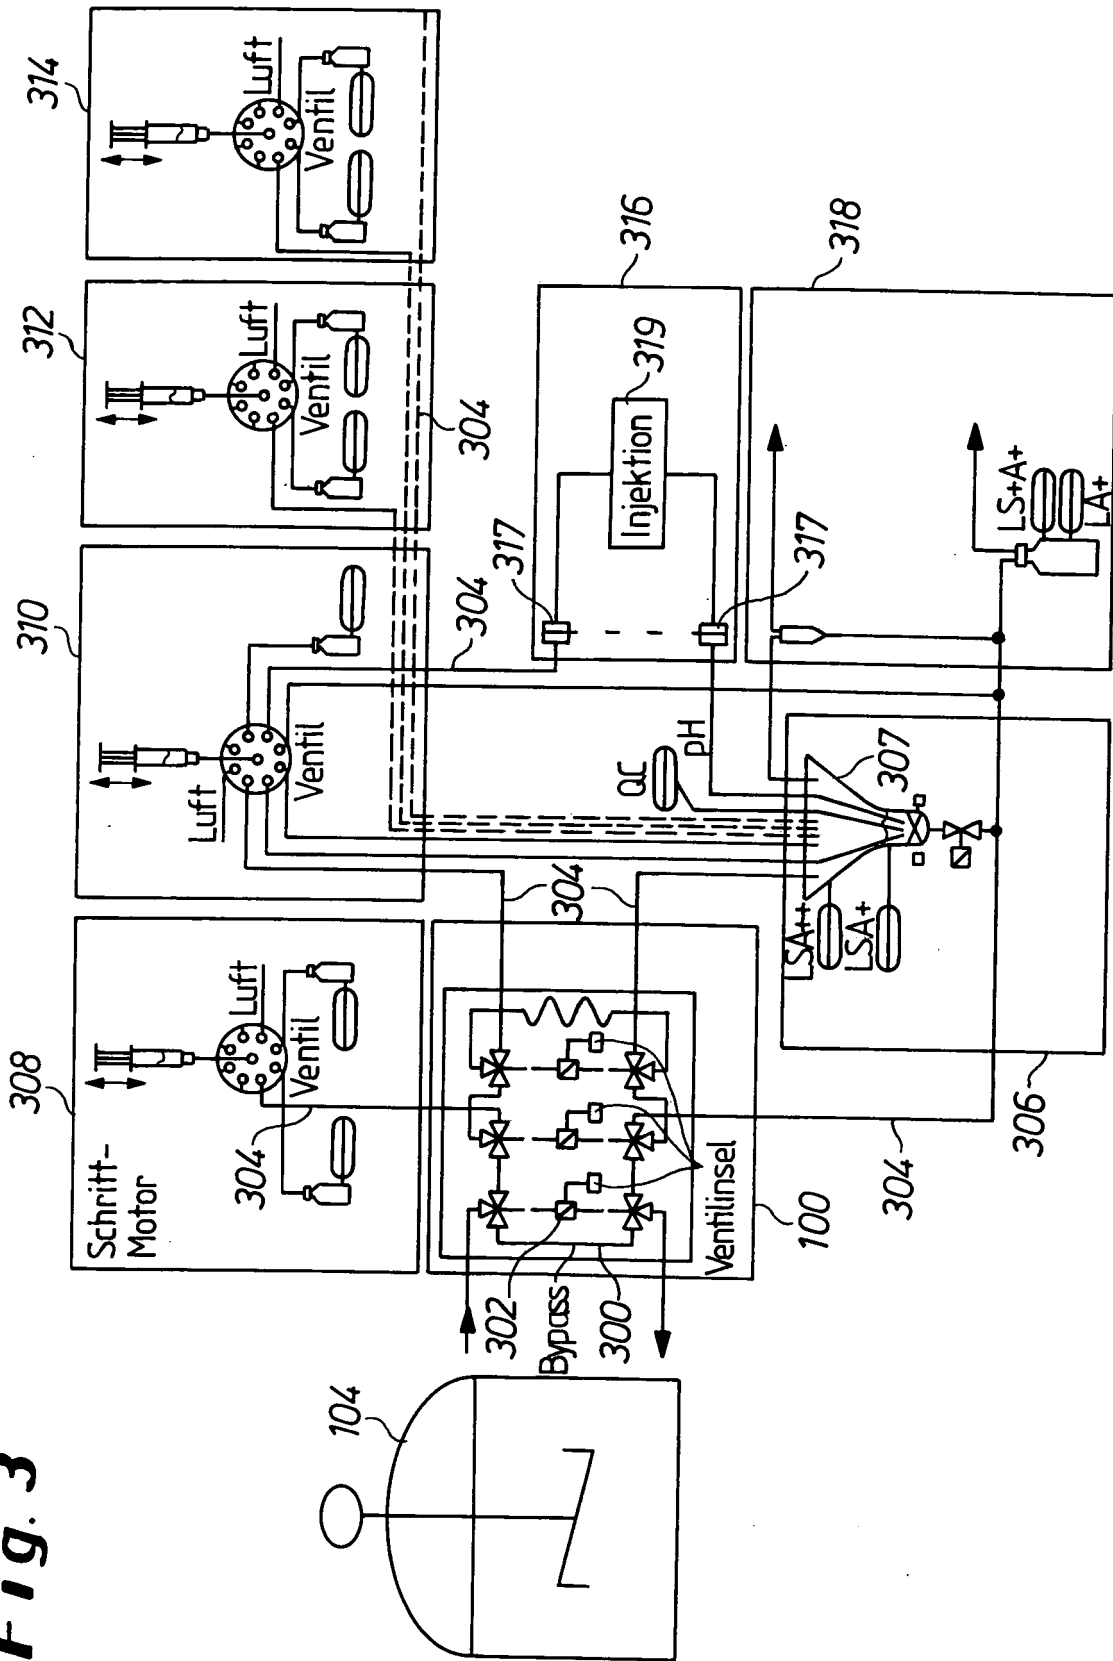 Fig. 3
104
308
Schritt-
Motor
Luft
Ventil
304
310
Luft
Ventil
304
312
Luft
Ventil
304
314
Luft
Ventil
302
Bypass
300
Ventilinsel
100
304
304
QC
pH
LSA++
LSA+
307
306
317
317
Injektion
319
316
318
LS+A+
LA+